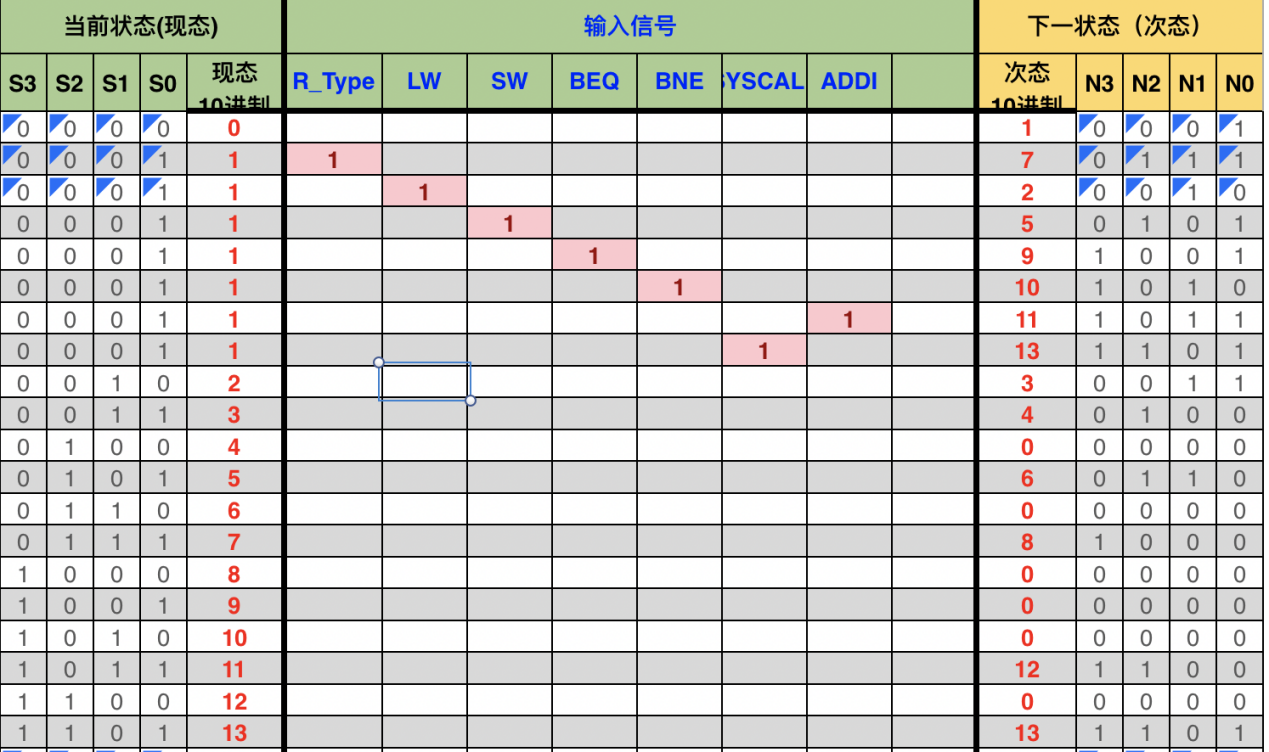 当前状态(现态) 输入信号 下一状态（次态）
S3 S2 S1 S0 现态 10进制 R_Type LW SW BEQ BNE YSCAL ADDI 次态 10进制 N3 N2 N1 N0
0 0 0 0 0 1 0 0 0 1
0 0 0 1 1 1 7 0 1 1 1
0 0 0 1 1 1 2 0 0 1 0
0 0 0 1 1 1 5 0 1 0 1
0 0 0 1 1 1 9 1 0 0 1
0 0 0 1 1 1 10 1 0 1 0
0 0 0 1 1 1 11 1 0 1 1
0 0 0 1 1 1 13 1 1 0 1
0 0 1 0 2 3 0 0 1 1
0 0 1 1 3 4 0 1 0 0
0 1 0 0 4 0 0 0 0 0
0 1 0 1 5 6 0 1 1 0
0 1 1 0 6 0 0 0 0 0
0 1 1 1 7 8 1 0 0 0
1 0 0 0 8 0 0 0 0 0
1 0 0 1 9 0 0 0 0 0
1 0 1 0 10 0 0 0 0 0
1 0 1 1 11 12 1 1 0 0
1 1 0 0 12 0 0 0 0 0
1 1 0 1 13 13 1 1 0 1